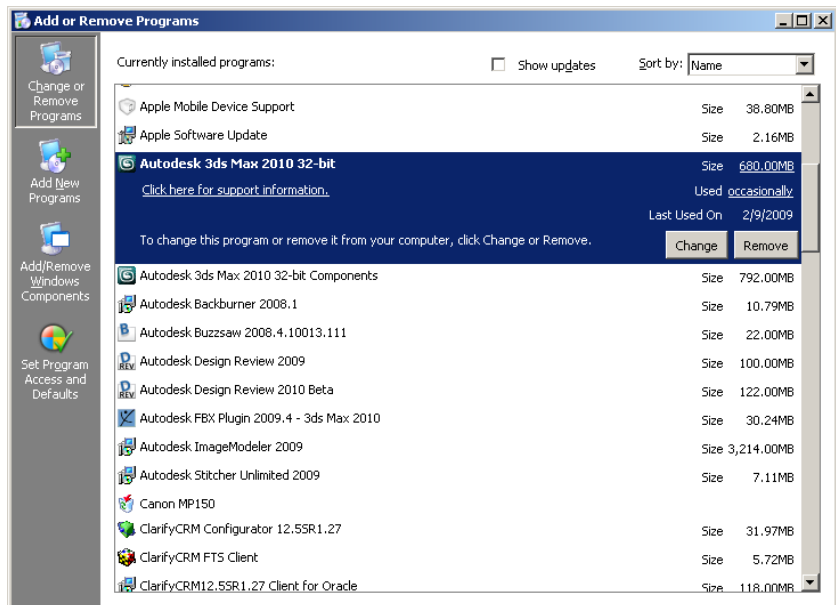 Add or Remove Programs
Change or
Remove
Programs
Add New
Programs
Add/Remove
Windows
Components
Set Program
Access and
Defaults
Currently installed programs:
Show updates
Sort by: Name
Apple Mobile Device Support Size 38.80MB
Apple Software Update Size 2.16MB
Autodesk 3ds Max 2010 32-bit Size 680.00MB
Click here for support information. Used occasionally
Last Used On 2/9/2009
To change this program or remove it from your computer, click Change or Remove. Change Remove
Autodesk 3ds Max 2010 32-bit Components Size 792.00MB
Autodesk Backburner 2008.1 Size 10.79MB
Autodesk Buzzsaw 2008.4.10013.111 Size 22.00MB
Autodesk Design Review 2009 Size 100.00MB
Autodesk Design Review 2010 Beta Size 122.00MB
Autodesk FBX Plugin 2009.4 - 3ds Max 2010 Size 30.24MB
Autodesk ImageModeler 2009 Size 3,214.00MB
Autodesk Stitcher Unlimited 2009 Size 7.11MB
Canon MP150
ClarifyCRM Configurator 12.5SR1.27 Size 31.97MB
ClarifyCRM FTS Client Size 5.72MB
ClarifyCRM12.5SR1.27 Client for Oracle Size 118.00MB